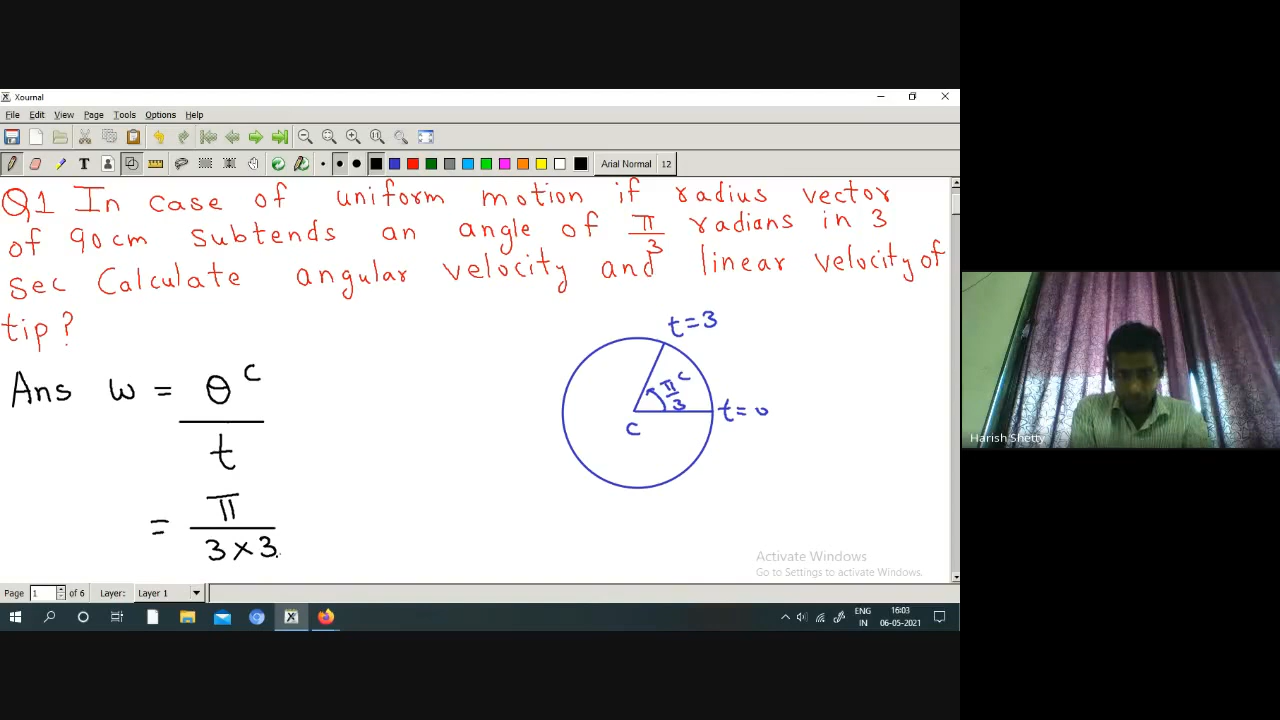 Xournal
File Edit View Page Tools Options Help
Arial Normal 12
Q1 In case of uniform motion if radius vector
of 90cm subtends an angle of π/3 radians in 3
sec Calculate angular velocity and linear velocity of
tip?
t=3
π/3 c
t=0
c
Ans ω = θ^c
t
= π
3×3
Harish Shetty
Activate Windows
Go to Settings to activate Windows.
Page 1 of 6 Layer: Layer 1
ENG
IN
16:03
06-05-2021